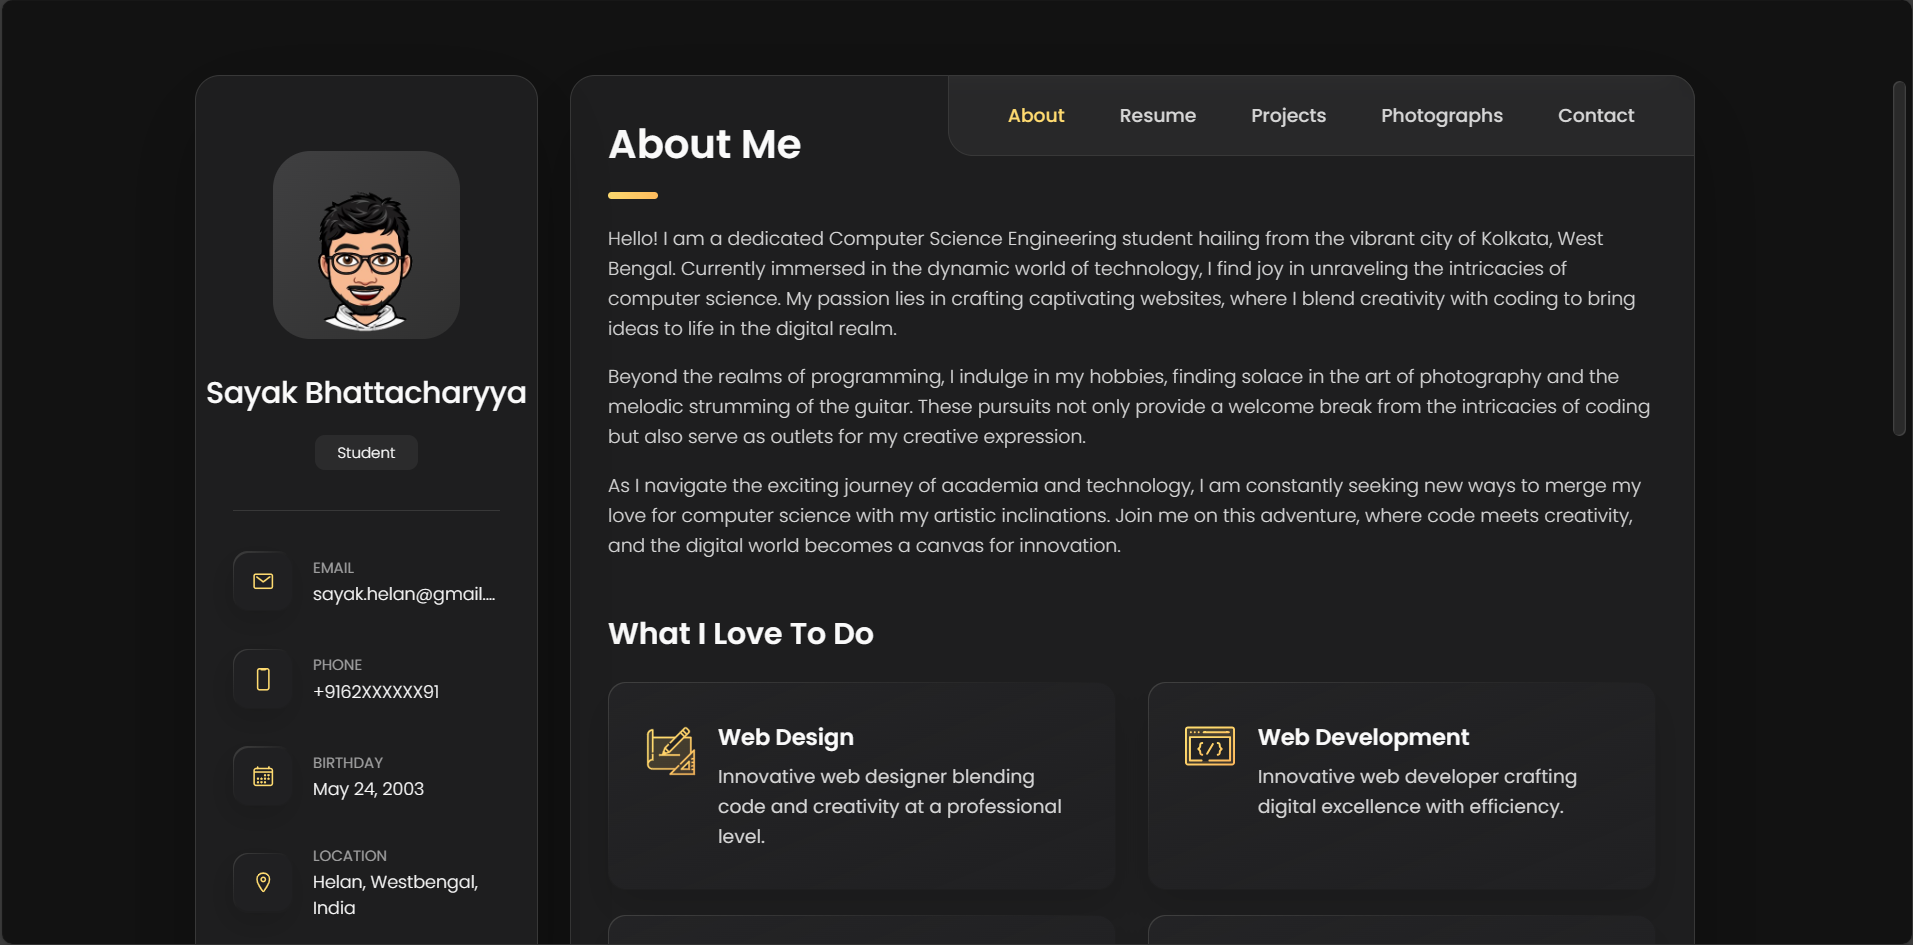 Sayak Bhattacharyya
Student
EMAIL
sayak.helan@gmail....
PHONE
+9162XXXXXX91
BIRTHDAY
May 24, 2003
LOCATION
Helan, Westbengal,
India
About
Resume
Projects
Photographs
Contact
About Me
Hello! I am a dedicated Computer Science Engineering student hailing from the vibrant city of Kolkata, West
Bengal. Currently immersed in the dynamic world of technology, I find joy in unraveling the intricacies of
computer science. My passion lies in crafting captivating websites, where I blend creativity with coding to bring
ideas to life in the digital realm.
Beyond the realms of programming, I indulge in my hobbies, finding solace in the art of photography and the
melodic strumming of the guitar. These pursuits not only provide a welcome break from the intricacies of coding
but also serve as outlets for my creative expression.
As I navigate the exciting journey of academia and technology, I am constantly seeking new ways to merge my
love for computer science with my artistic inclinations. Join me on this adventure, where code meets creativity,
and the digital world becomes a canvas for innovation.
What I Love To Do
Web Design
Innovative web designer blending
code and creativity at a professional
level.
Web Development
Innovative web developer crafting
digital excellence with efficiency.